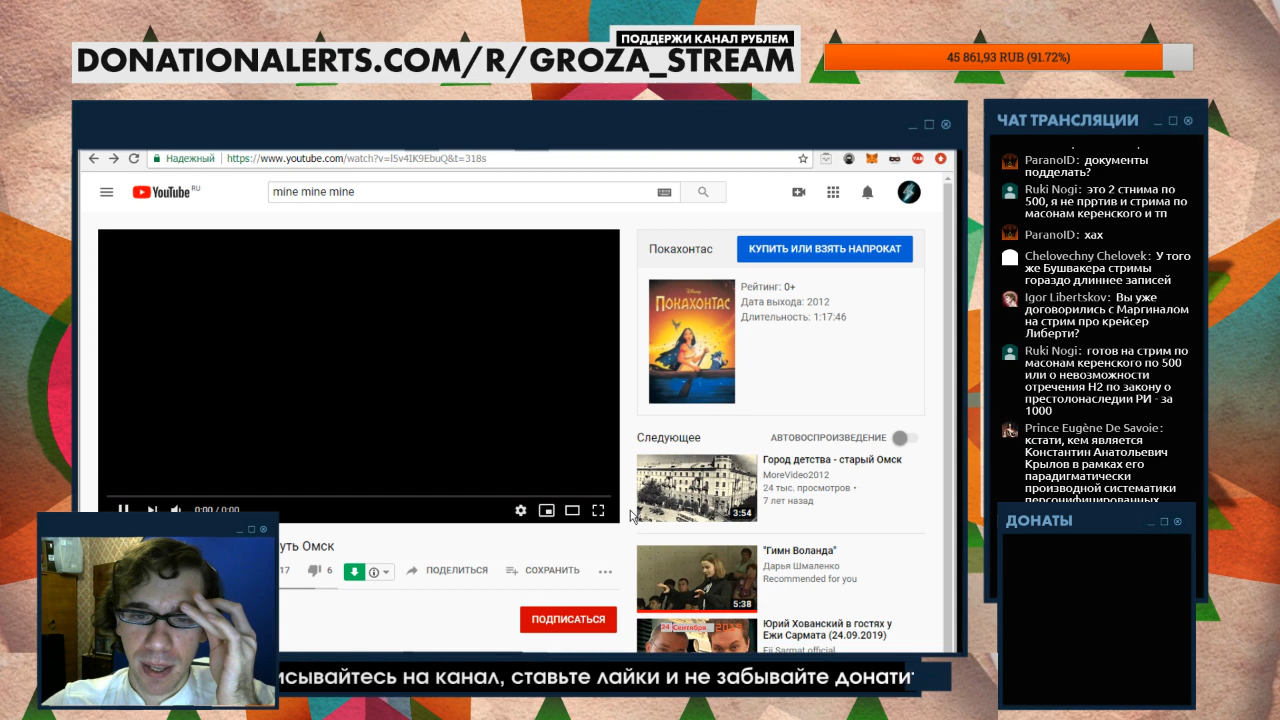 ПОДДЕРЖИ КАНАЛ РУБЛЕМ
DONATIONALERTS.COM/R/GROZA_STREAM
45 861,93 RUB (91.72%)
Надежный
https://www.youtube.com/watch?v=l5v4IK9EbuQ&t=318s
YouTube RU
mine mine mine
Покахонтас
КУПИТЬ ИЛИ ВЗЯТЬ НАПРОКАТ
Disney
ПОКАХОНТАС
Рейтинг: 0+
Дата выхода: 2012
Длительность: 1:17:46
Следующее
АВТОВОСПРОИЗВЕДЕНИЕ
3:54
Город детства - старый Омск
MoreVideo2012
24 тыс. просмотров •
7 лет назад
5:38
"Гимн Воланда"
Дарья Шмаленко
Recommended for you
24 Сентября
Юрий Хованский в гостях у
Ежи Сармата (24.09.2019)
Eji Sarmat official
0:00 / 0:00
уть Омск
17
6
ПОДЕЛИТЬСЯ
СОХРАНИТЬ
ПОДПИСАТЬСЯ
исывайтесь на канал, ставьте лайки и не забывайте донати
ЧАТ ТРАНСЛЯЦИИ
ParanoID: документы
подделать?
Ruki Nogi: это 2 стнима по
500, я не прртив и стрима по
масонам керенского и тп
ParanoID: хах
Chelovechny Chelovek: У того
же Бушвакера стримы
гораздо длиннее записей
Igor Libertskov: Вы уже
договорились с Маргиналом
на стрим про крейсер
Либерти?
Ruki Nogi: готов на стрим по
масонам керенского по 500
или о невозможности
отречения Н2 по закону о
престолонаследии РИ - за
1000
Prince Eugène De Savoie:
кстати, кем является
Константин Анатольевич
Крылов в рамках его
парадигматически
производной систематики
персонифицированных
ДОНАТЫ